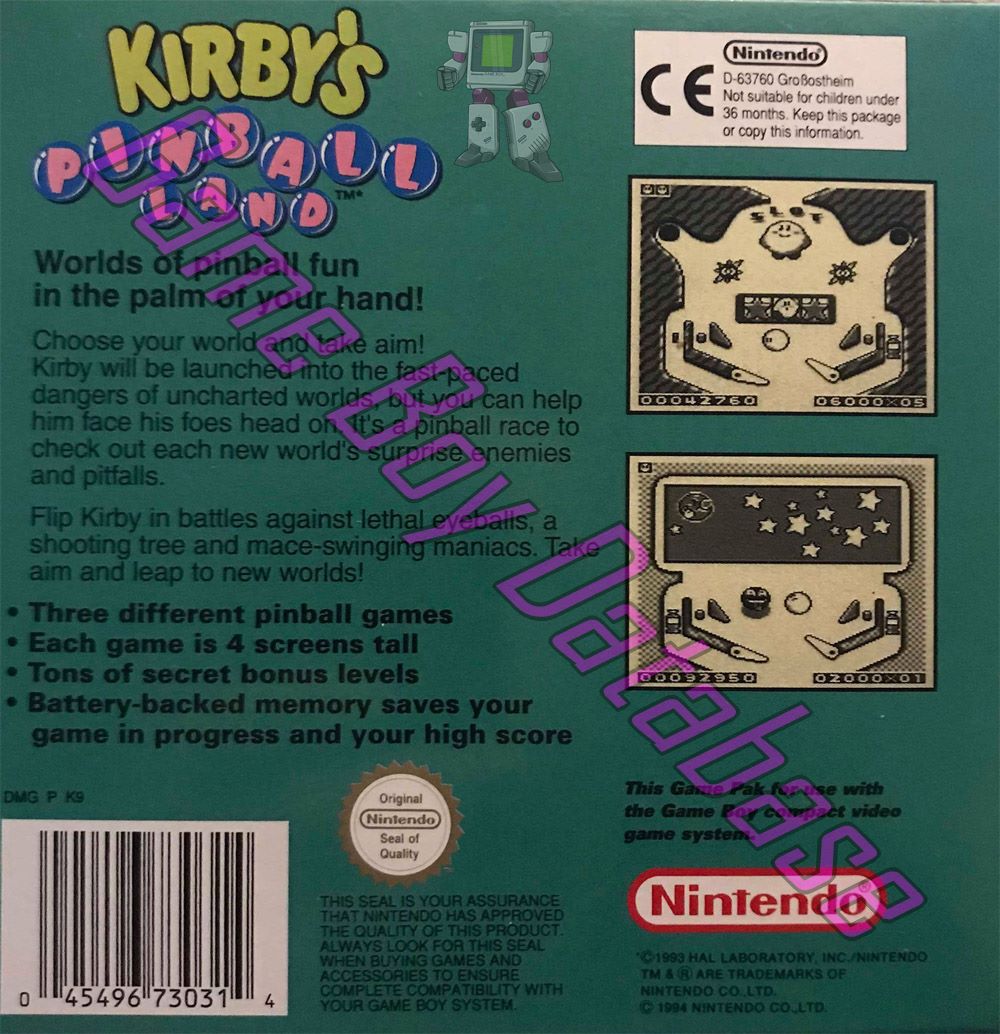 KIRBY'S
PINBALL
LAND™*
Worlds of pinball fun
in the palm of your hand!
Choose your world and take aim!
Kirby will be launched into the fast-paced
dangers of uncharted worlds, but you can help
him face his foes head on. It's a pinball race to
check out each new world's surprise enemies
and pitfalls.
Flip Kirby in battles against lethal eyeballs, a
shooting tree and mace-swinging maniacs. Take
aim and leap to new worlds!
• Three different pinball games
• Each game is 4 screens tall
• Tons of secret bonus levels
• Battery-backed memory saves your
game in progress and your high score
DMG P K9
0 45496 73031 4
Original
Nintendo
Seal of
Quality
THIS SEAL IS YOUR ASSURANCE
THAT NINTENDO HAS APPROVED
THE QUALITY OF THIS PRODUCT.
ALWAYS LOOK FOR THIS SEAL
WHEN BUYING GAMES AND
ACCESSORIES TO ENSURE
COMPLETE COMPATIBILITY WITH
YOUR GAME BOY SYSTEM.
CE
Nintendo®
D-63760 Großostheim
Not suitable for children under
36 months. Keep this package
or copy this information.
SLOT
00042760 06000×05
00092950 02000×01
This Game Pak for use with
the Game Boy compact video
game system.
Nintendo®
*©1993 HAL LABORATORY, INC./NINTENDO
TM & ® ARE TRADEMARKS OF
NINTENDO CO.,LTD.
© 1994 NINTENDO CO.,LTD.
Game Boy Database